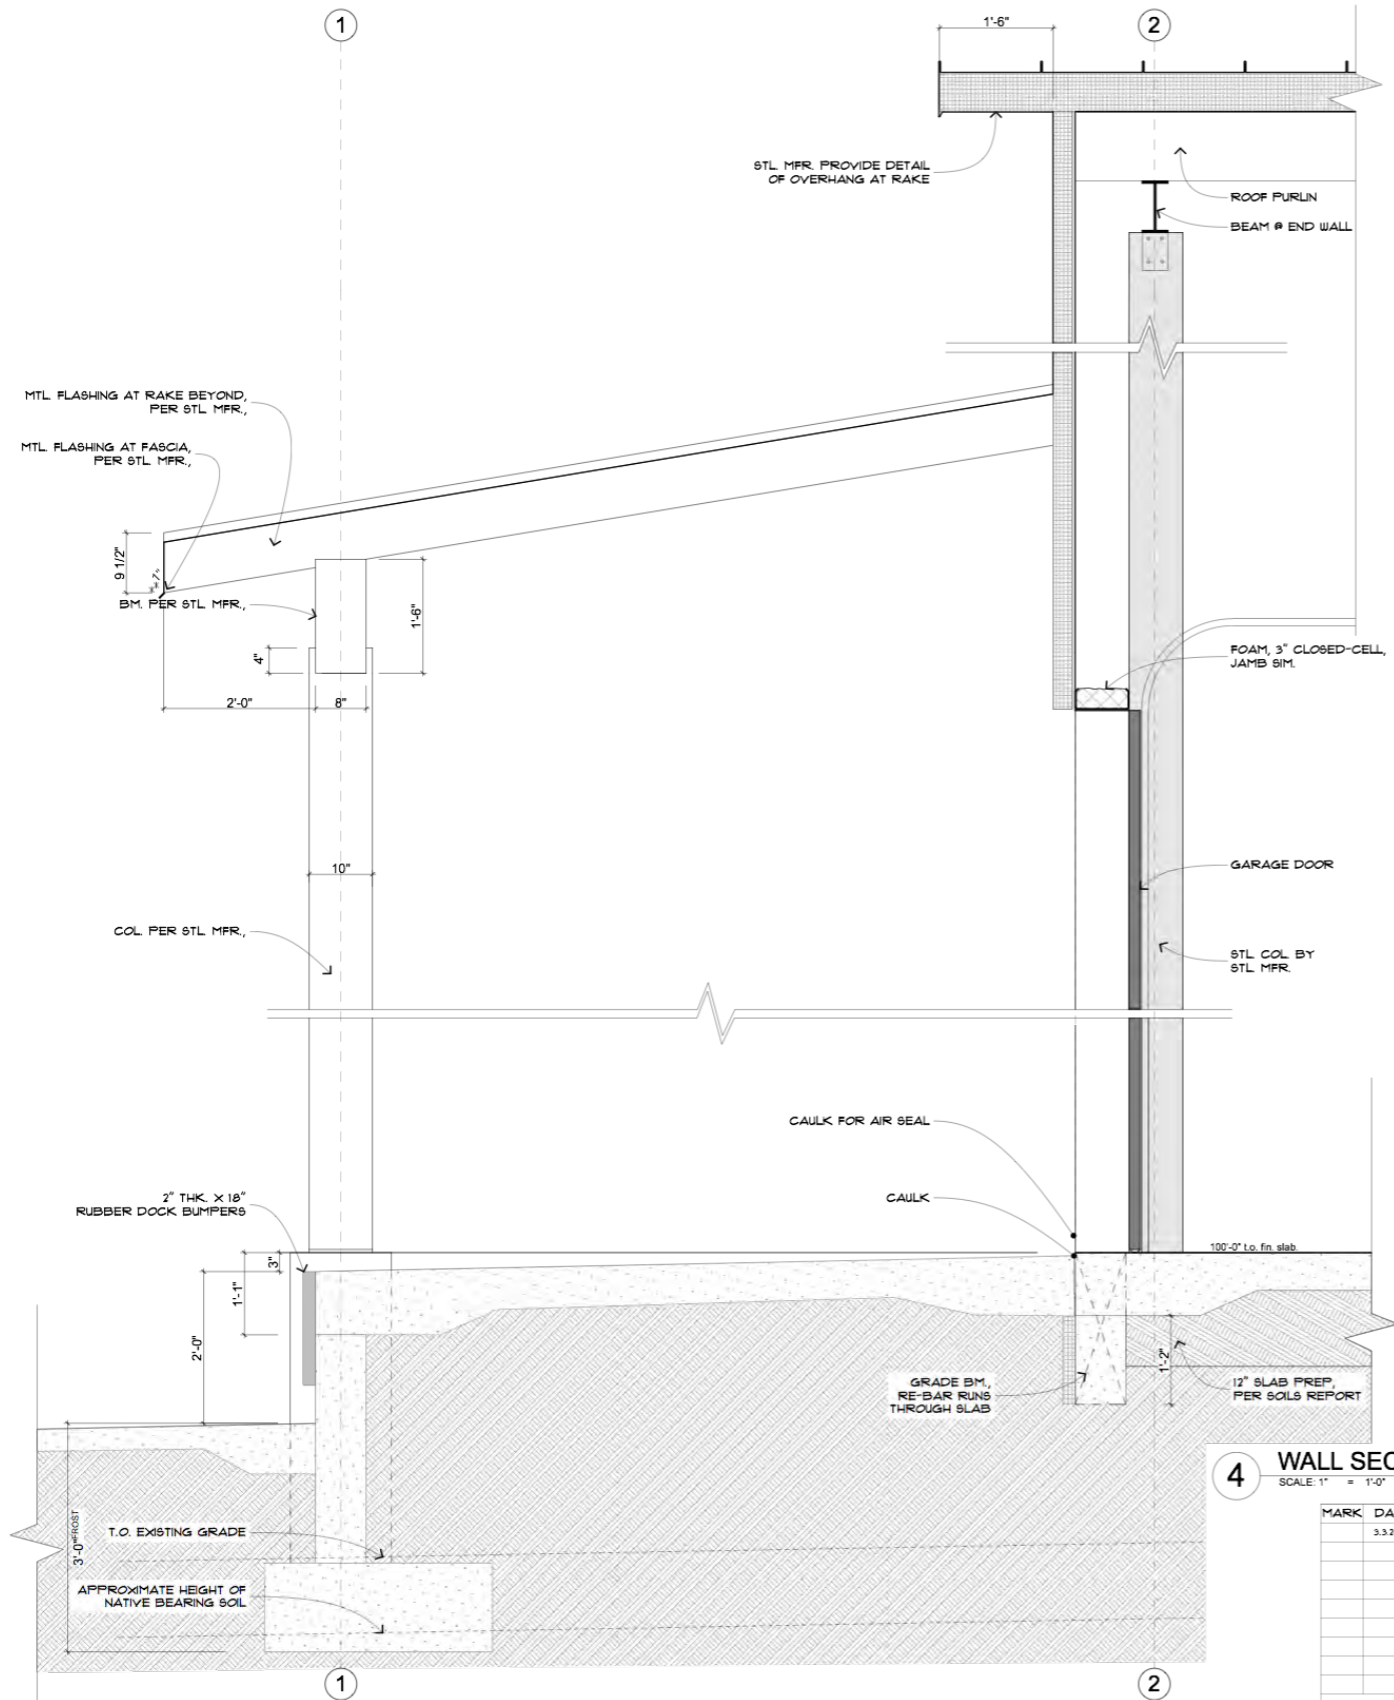 1
2
1'-6"
STL. MFR. PROVIDE DETAIL
OF OVERHANG AT RAKE
ROOF PURLIN
BEAM @ END WALL
MTL. FLASHING AT RAKE BEYOND,
PER STL. MFR.,
MTL. FLASHING AT FASCIA,
PER STL. MFR.,
9 1/2"
BM. PER STL. MFR.,
1'-6"
4"
2'-0"
8"
FOAM, 3" CLOSED-CELL,
JAMB SIM.
10"
GARAGE DOOR
COL. PER STL. MFR.,
STL. COL. BY
STL. MFR.
CAULK FOR AIR SEAL
2" THK. X 18"
RUBBER DOCK BUMPERS
CAULK
100'-0" t.o. fin. slab.
3"
1'-1"
2'-0"
1'-2"
GRADE BM.,
RE-BAR RUNS
THROUGH SLAB
12" SLAB PREP,
PER SOILS REPORT
4
WALL SEC
SCALE: 1" = 1'-0"
MARK DA
3.3.2
3'-0" FROST
T.O. EXISTING GRADE
APPROXIMATE HEIGHT OF
NATIVE BEARING SOIL
1
2